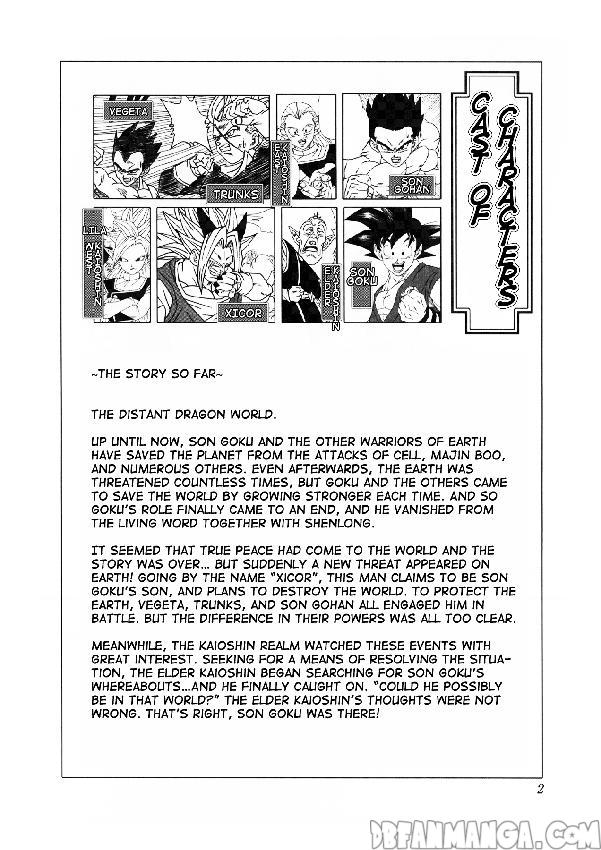 CAST OF
CHARACTERS
VEGETA
TRUNKS
EAST
KAIOSHIN
SON
GOHAN
LILA
WEST
KAIOSHIN
XICOR
ELDER
KAIOSHIN
SON
GOKU
~THE STORY SO FAR~
THE DISTANT DRAGON WORLD.
UP UNTIL NOW, SON GOKU AND THE OTHER WARRIORS OF EARTH
HAVE SAVED THE PLANET FROM THE ATTACKS OF CELL, MAJIN BOO,
AND NUMEROUS OTHERS. EVEN AFTERWARDS, THE EARTH WAS
THREATENED COUNTLESS TIMES, BUT GOKU AND THE OTHERS CAME
TO SAVE THE WORLD BY GROWING STRONGER EACH TIME. AND SO
GOKU'S ROLE FINALLY CAME TO AN END, AND HE VANISHED FROM
THE LIVING WORD TOGETHER WITH SHENLONG.
IT SEEMED THAT TRUE PEACE HAD COME TO THE WORLD AND THE
STORY WAS OVER... BUT SUDDENLY A NEW THREAT APPEARED ON
EARTH! GOING BY THE NAME "XICOR", THIS MAN CLAIMS TO BE SON
GOKU'S SON, AND PLANS TO DESTROY THE WORLD. TO PROTECT THE
EARTH, VEGETA, TRUNKS, AND SON GOHAN ALL ENGAGED HIM IN
BATTLE. BUT THE DIFFERENCE IN THEIR POWERS WAS ALL TOO CLEAR.
MEANWHILE, THE KAIOSHIN REALM WATCHED THESE EVENTS WITH
GREAT INTEREST. SEEKING FOR A MEANS OF RESOLVING THE SITUA-
TION, THE ELDER KAIOSHIN BEGAN SEARCHING FOR SON GOKU'S
WHEREABOUTS...AND HE FINALLY CAUGHT ON. "COULD HE POSSIBLY
BE IN THAT WORLD?" THE ELDER KAIOSHIN'S THOUGHTS WERE NOT
WRONG. THAT'S RIGHT, SON GOKU WAS THERE!
2
DBFANMANGA.COM